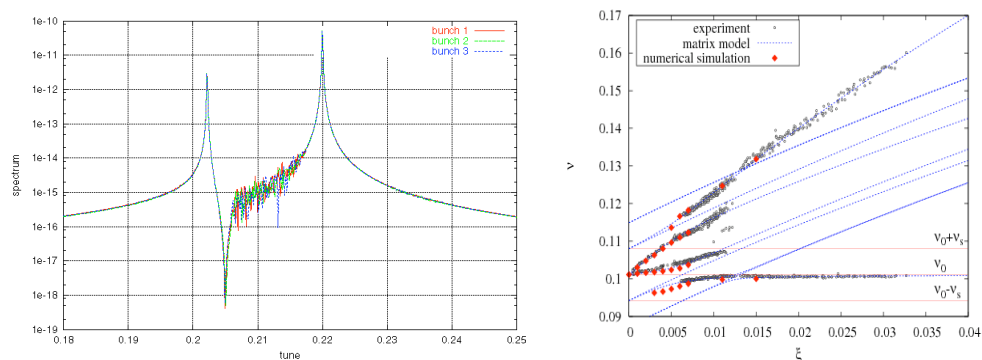 1e-10
1e-11
1e-12
1e-13
1e-14
1e-15
1e-16
1e-17
1e-18
1e-19
spectrum
bunch 1
bunch 2
bunch 3
0.18 0.19 0.20 0.21 0.22 0.23 0.24 0.25
tune
0.17
0.16
0.15
0.14
0.13
0.12
0.11
0.1
0.09
ν
experiment
matrix model
numerical simulation
ν0+νs
ν0
ν0-νs
0 0.005 0.01 0.015 0.02 0.025 0.03 0.035 0.04
ξ